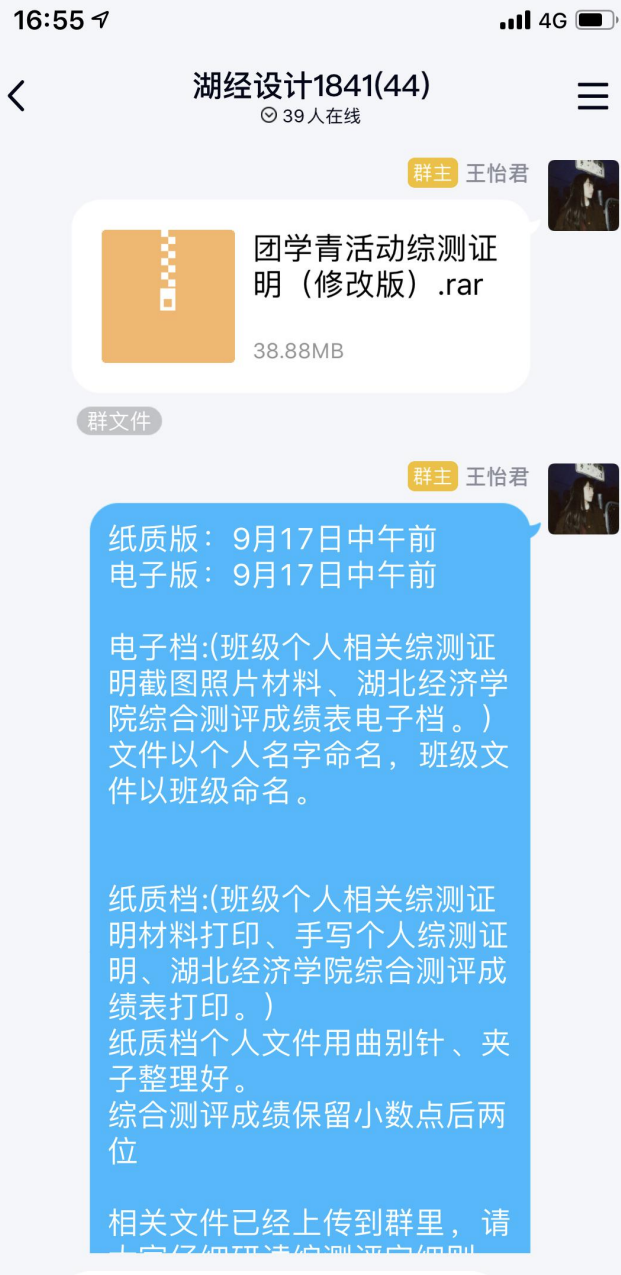 16:55
4G
湖经设计1841(44)
39人在线
群主 王怡君
团学青活动综测证
明（修改版）.rar
38.88MB
群文件
群主 王怡君
纸质版：9月17日中午前
电子版：9月17日中午前
电子档:(班级个人相关综测证
明截图照片材料、湖北经济学
院综合测评成绩表电子档。)
文件以个人名字命名，班级文
件以班级命名。
纸质档:(班级个人相关综测证
明材料打印、手写个人综测证
明、湖北经济学院综合测评成
绩表打印。)
纸质档个人文件用曲别针、夹
子整理好。
综合测评成绩保留小数点后两
位
相关文件已经上传到群里，请